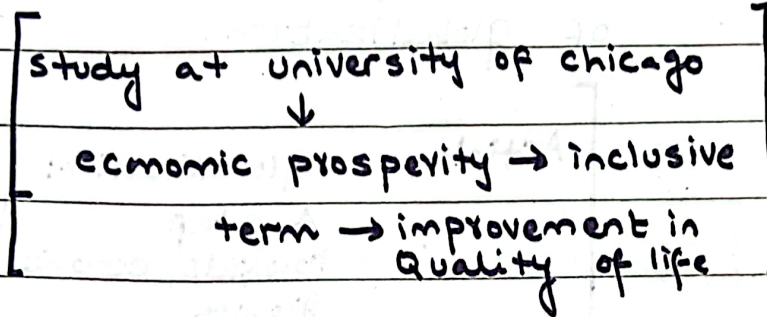 study at university of chicago
↓
ecmomic prosperity → inclusive
term → improvement in
Quality of life